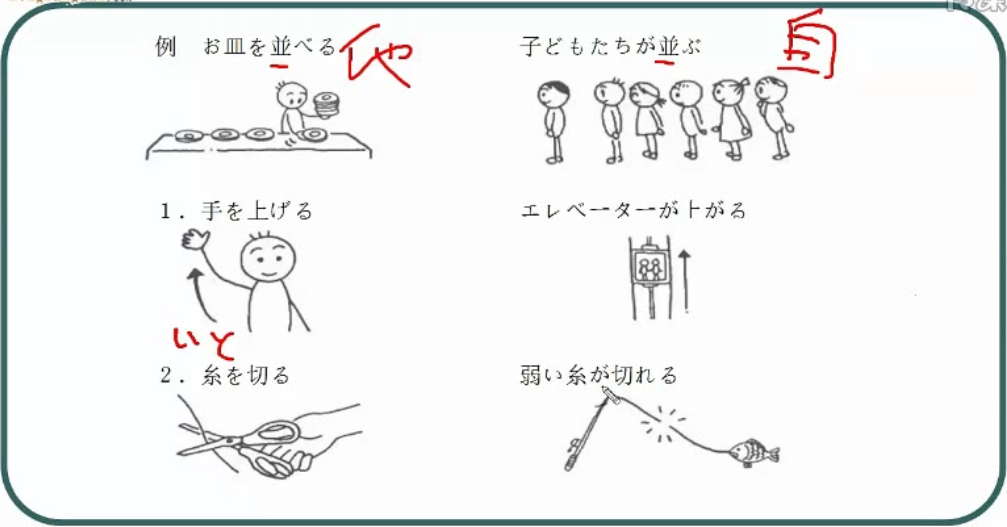 例 お皿を並べる 他
子どもたちが並ぶ 自
1．手を上げる
エレベーターが上がる
いと
2．糸を切る
弱い糸が切れる